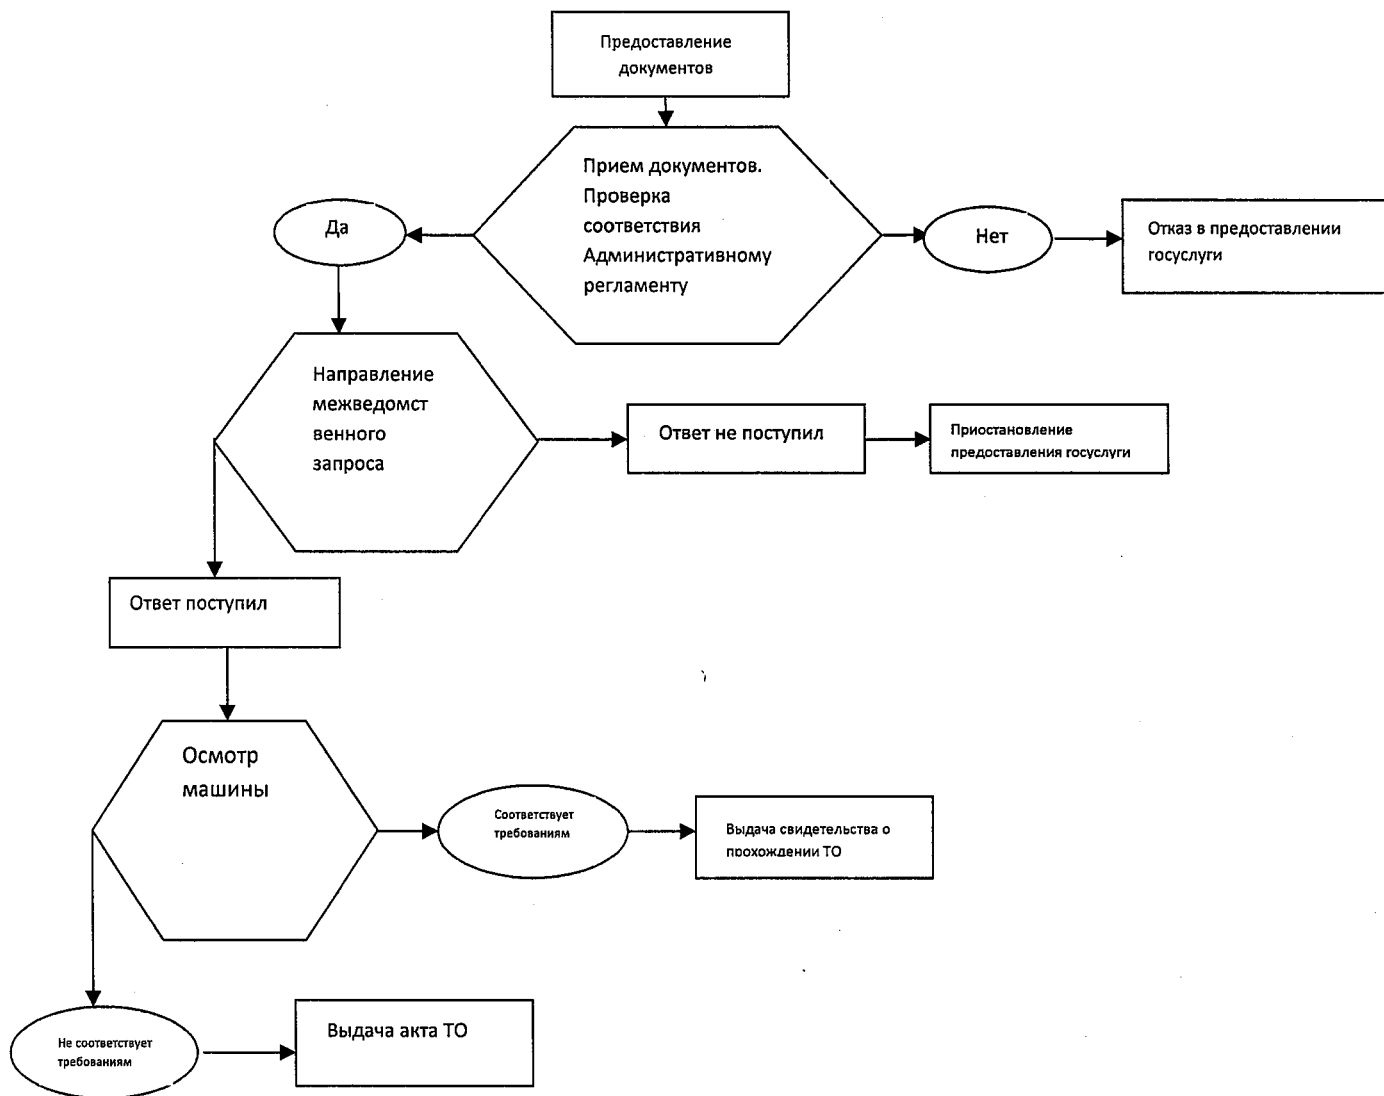 Предоставление
документов
Прием документов.
Проверка
соответствия
Административному
регламенту
Да
Нет
Отказ в предоставлении
госуслуги
Направление
межведомст
венного
запроса
Ответ не поступил
Приостановление
предоставления госуслуги
Ответ поступил
Осмотр
машины
Соответствует
требованиям
Выдача свидетельства о
прохождении ТО
Не соответствует
требованиям
Выдача акта ТО